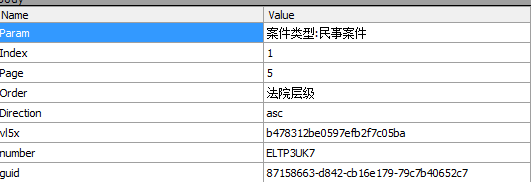 Name Value
Param 案件类型:民事案件
Index 1
Page 5
Order 法院层级
Direction asc
vl5x b478312be0597efb2f7c05ba
number ELTP3UK7
guid 87158663-d842-cb16e179-79c7b40652c7